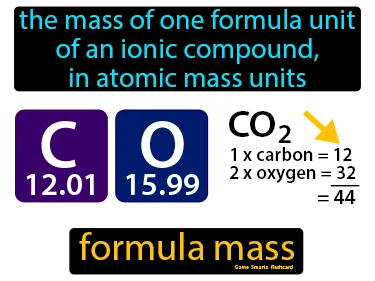 the mass of one formula unit
of an ionic compound,
in atomic mass units
C
12.01
O
15.99
CO₂
1 x carbon = 12
2 x oxygen = 32
= 44
formula mass
Game Smartz flashcard